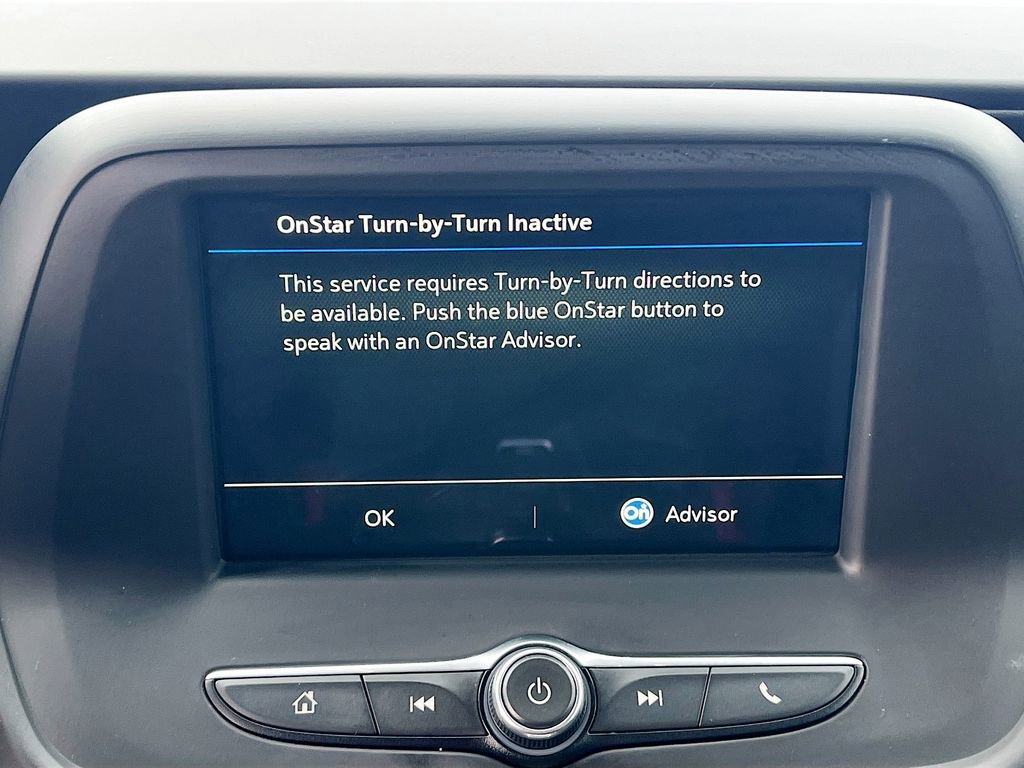 OnStar Turn-by-Turn Inactive
This service requires Turn-by-Turn directions to
be available. Push the blue OnStar button to
speak with an OnStar Advisor.
OK
On Advisor